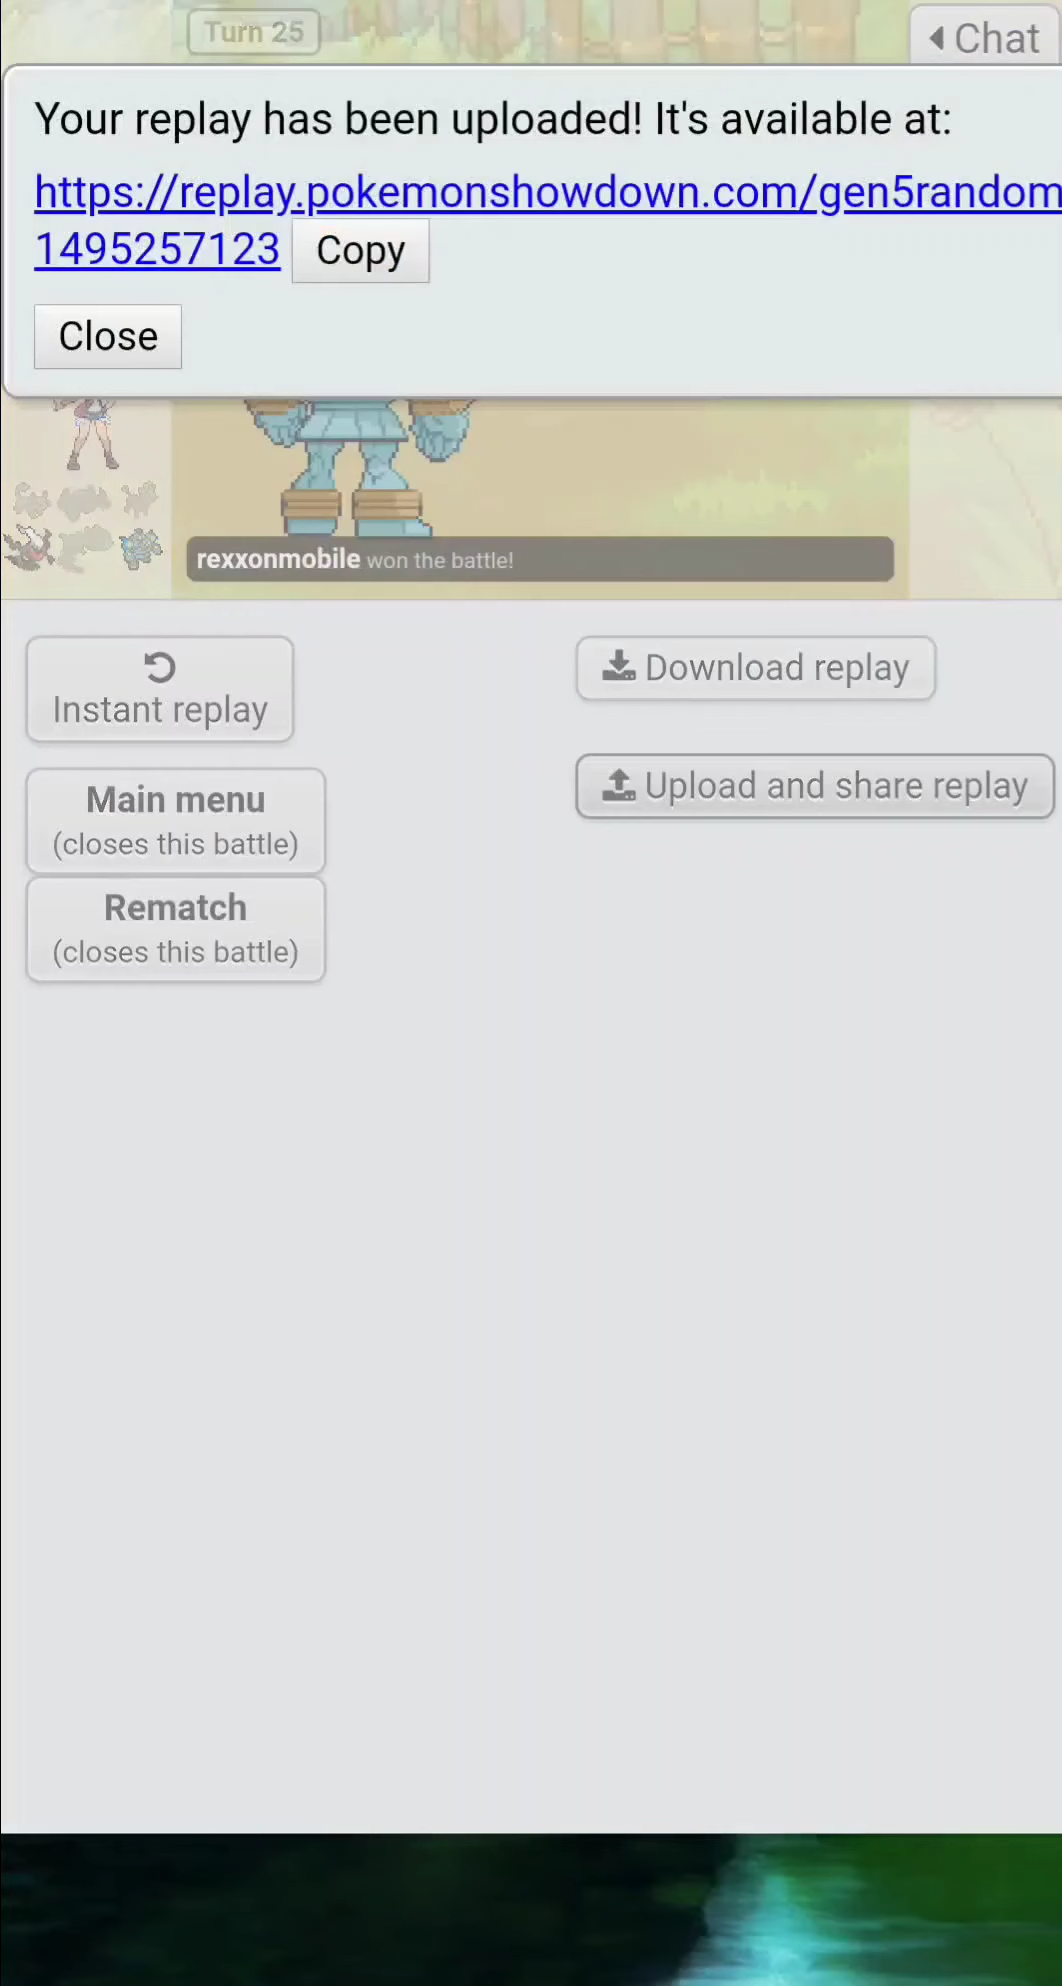 Turn 25
Chat
Your replay has been uploaded! It's available at:
https://replay.pokemonshowdown.com/gen5random
1495257123 Copy
Close
rexxonmobile won the battle!
Instant replay
Download replay
Upload and share replay
Main menu
(closes this battle)
Rematch
(closes this battle)